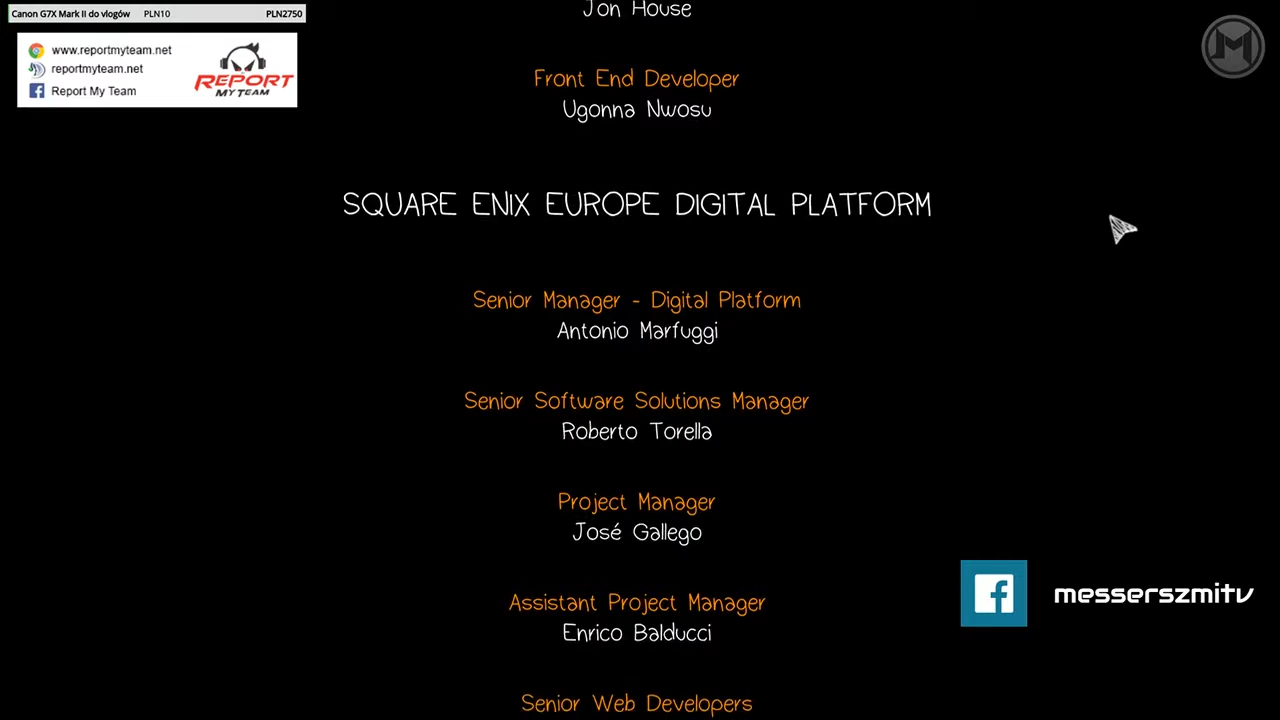 Canon G7X Mark II do vlogów PLN10 PLN2750
www.reportmyteam.net
reportmyteam.net
Report My Team
REPORT
MY TEAM
Jon House
Front End Developer
Ugonna Nwosu
SQUARE ENIX EUROPE DIGITAL PLATFORM
Senior Manager - Digital Platform
Antonio Marfuggi
Senior Software Solutions Manager
Roberto Torella
Project Manager
José Gallego
Assistant Project Manager
Enrico Balducci
messerszmitv
Senior Web Developers